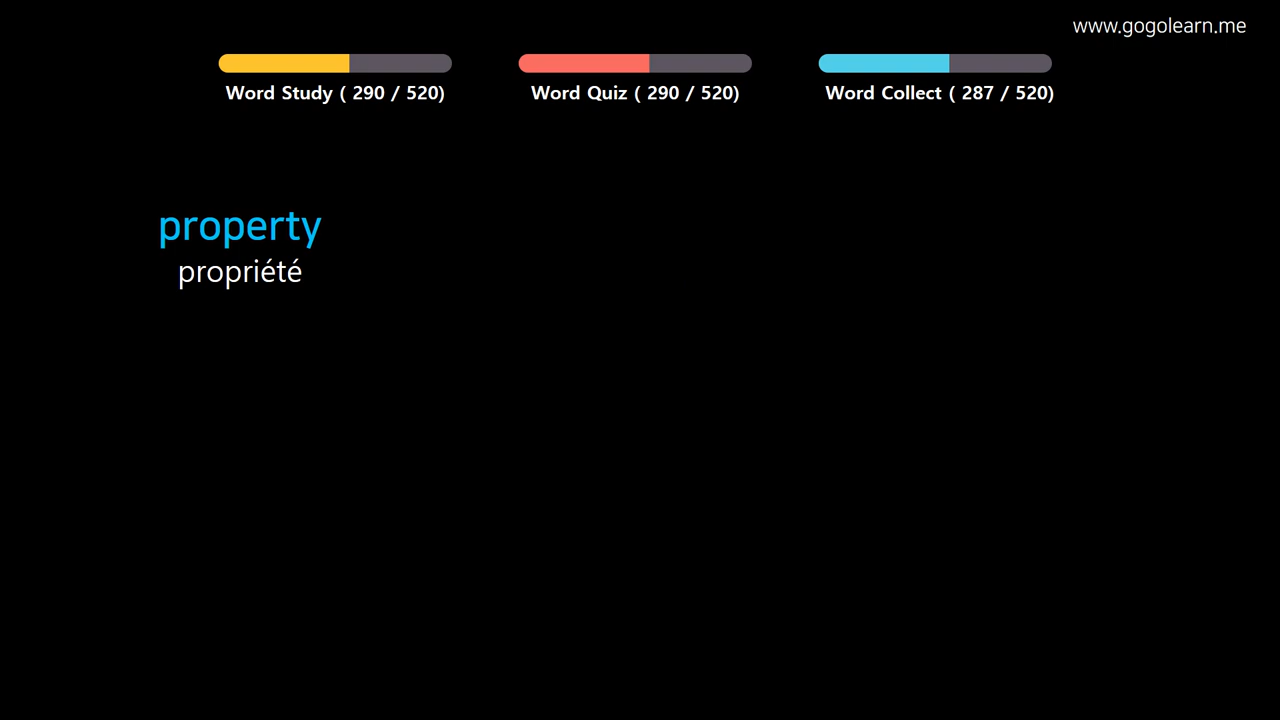 www.gogolearn.me
Word Study ( 290 / 520)
Word Quiz ( 290 / 520)
Word Collect ( 287 / 520)
property
propriété